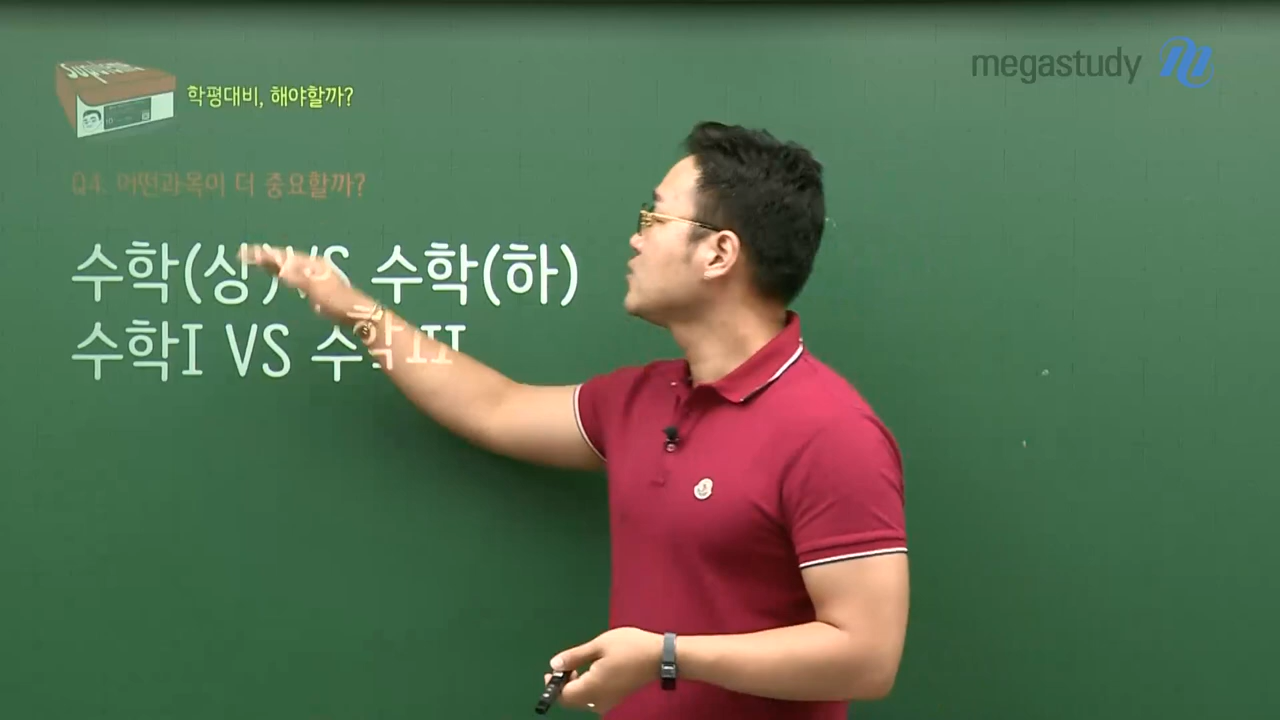 megastudy
학평대비, 해야할까?
Q4. 어떤과목이 더 중요할까?
수학(상)VS 수학(하)
수학I VS 수학II